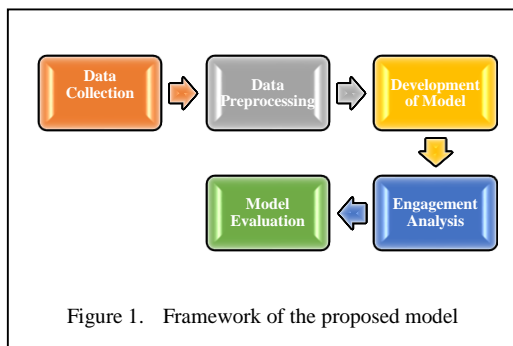 Data
Collection
Data
Preprocessing
Development
of Model
Model
Evaluation
Engagement
Analysis
Figure 1. Framework of the proposed model